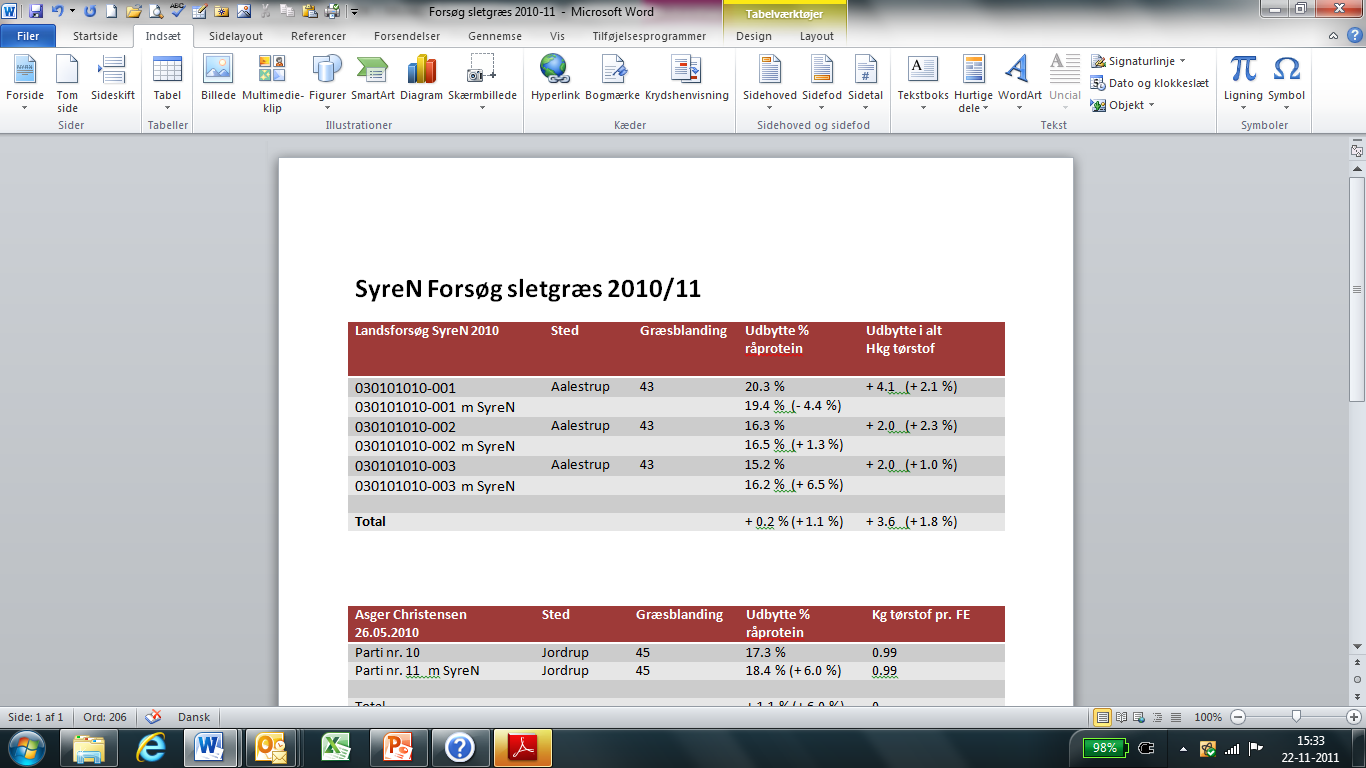 Forsøg sletgræs 2010-11 - Microsoft Word
Tabelværktøjer
Filer Startside Indsæt Sidelayout Referencer Forsendelser Gennemse Vis Tilføjelsesprogrammer Design Layout
Forside Tom side Sideskift Tabel Billede Multimedie-klip Figurer SmartArt Diagram Skærmbillede Hyperlink Bogmærke Krydshenvisning Sidehoved Sidefod Sidetal Tekstboks Hurtige dele WordArt Uncial Signaturlinje Dato og klokkeslæt Objekt Ligning Symbol
Sider Tabeller Illustrationer Kæder Sidehoved og sidefod Tekst Symboler
SyreN Forsøg sletgræs 2010/11
Landsforsøg SyreN 2010 Sted Græsblanding Udbytte % Udbytte i alt
råprotein Hkg tørstof
030101010-001 Aalestrup 43 20.3 % + 4.1 (+ 2.1 %)
030101010-001 m SyreN 19.4 % (- 4.4 %)
030101010-002 Aalestrup 43 16.3 % + 2.0 (+ 2.3 %)
030101010-002 m SyreN 16.5 % (+ 1.3 %)
030101010-003 Aalestrup 43 15.2 % + 2.0 (+ 1.0 %)
030101010-003 m SyreN 16.2 % (+ 6.5 %)
Total + 0.2 % (+ 1.1 %) + 3.6 (+ 1.8 %)
Asger Christensen Sted Græsblanding Udbytte % Kg tørstof pr. FE
26.05.2010 råprotein
Parti nr. 10 Jordrup 45 17.3 % 0.99
Parti nr. 11 m SyreN Jordrup 45 18.4 % (+ 6.0 %) 0.99
Total + 1.1 % (+ 6.0 %) 0
Side: 1 af 1 Ord: 206 Dansk 100%
98% 15:33
22-11-2011